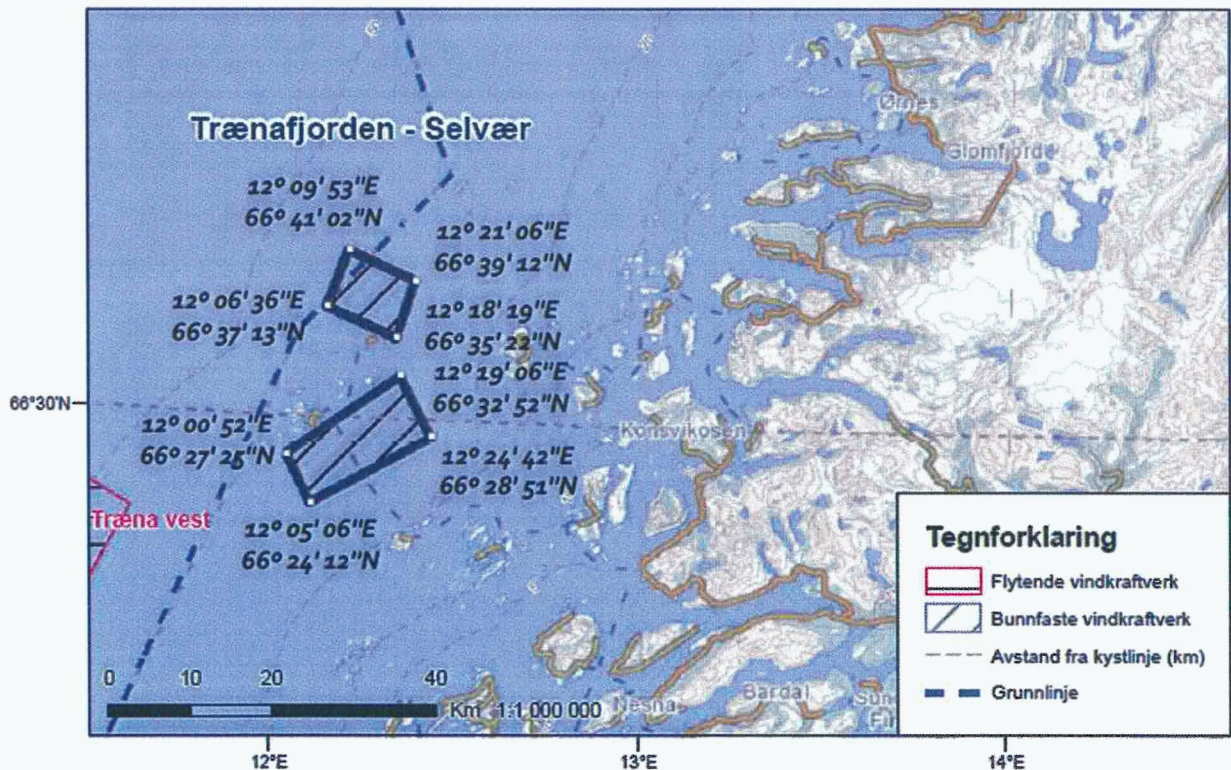 Trænafjorden - Selvær
12° 09' 53"E
66° 41' 02"N
12° 21' 06"E
66° 39' 12"N
12° 06' 36"E
66° 37' 13"N
12° 18' 19"E
66° 35' 22"N
12° 19' 06"E
66° 32' 52"N
12° 00' 52"E
66° 27' 25"N
12° 24' 42"E
66° 28' 51"N
12° 05' 06"E
66° 24' 12"N
Ørnes
Glomfjorde
66°30'N
Konsvikosen
Træna vest
Nesna
Bardal
Sun
Fin
Tegnforklaring
Flytende vindkraftverk
Bunnfaste vindkraftverk
Avstand fra kystlinje (km)
Grunnlinje
0 10 20 40
Km 1:1 000 000
12°E 13°E 14°E